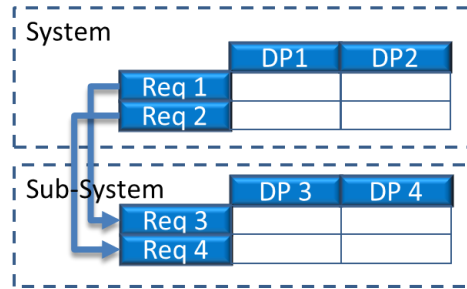 System
DP1 DP2
Req 1
Req 2
Sub-System
DP 3 DP 4
Req 3
Req 4